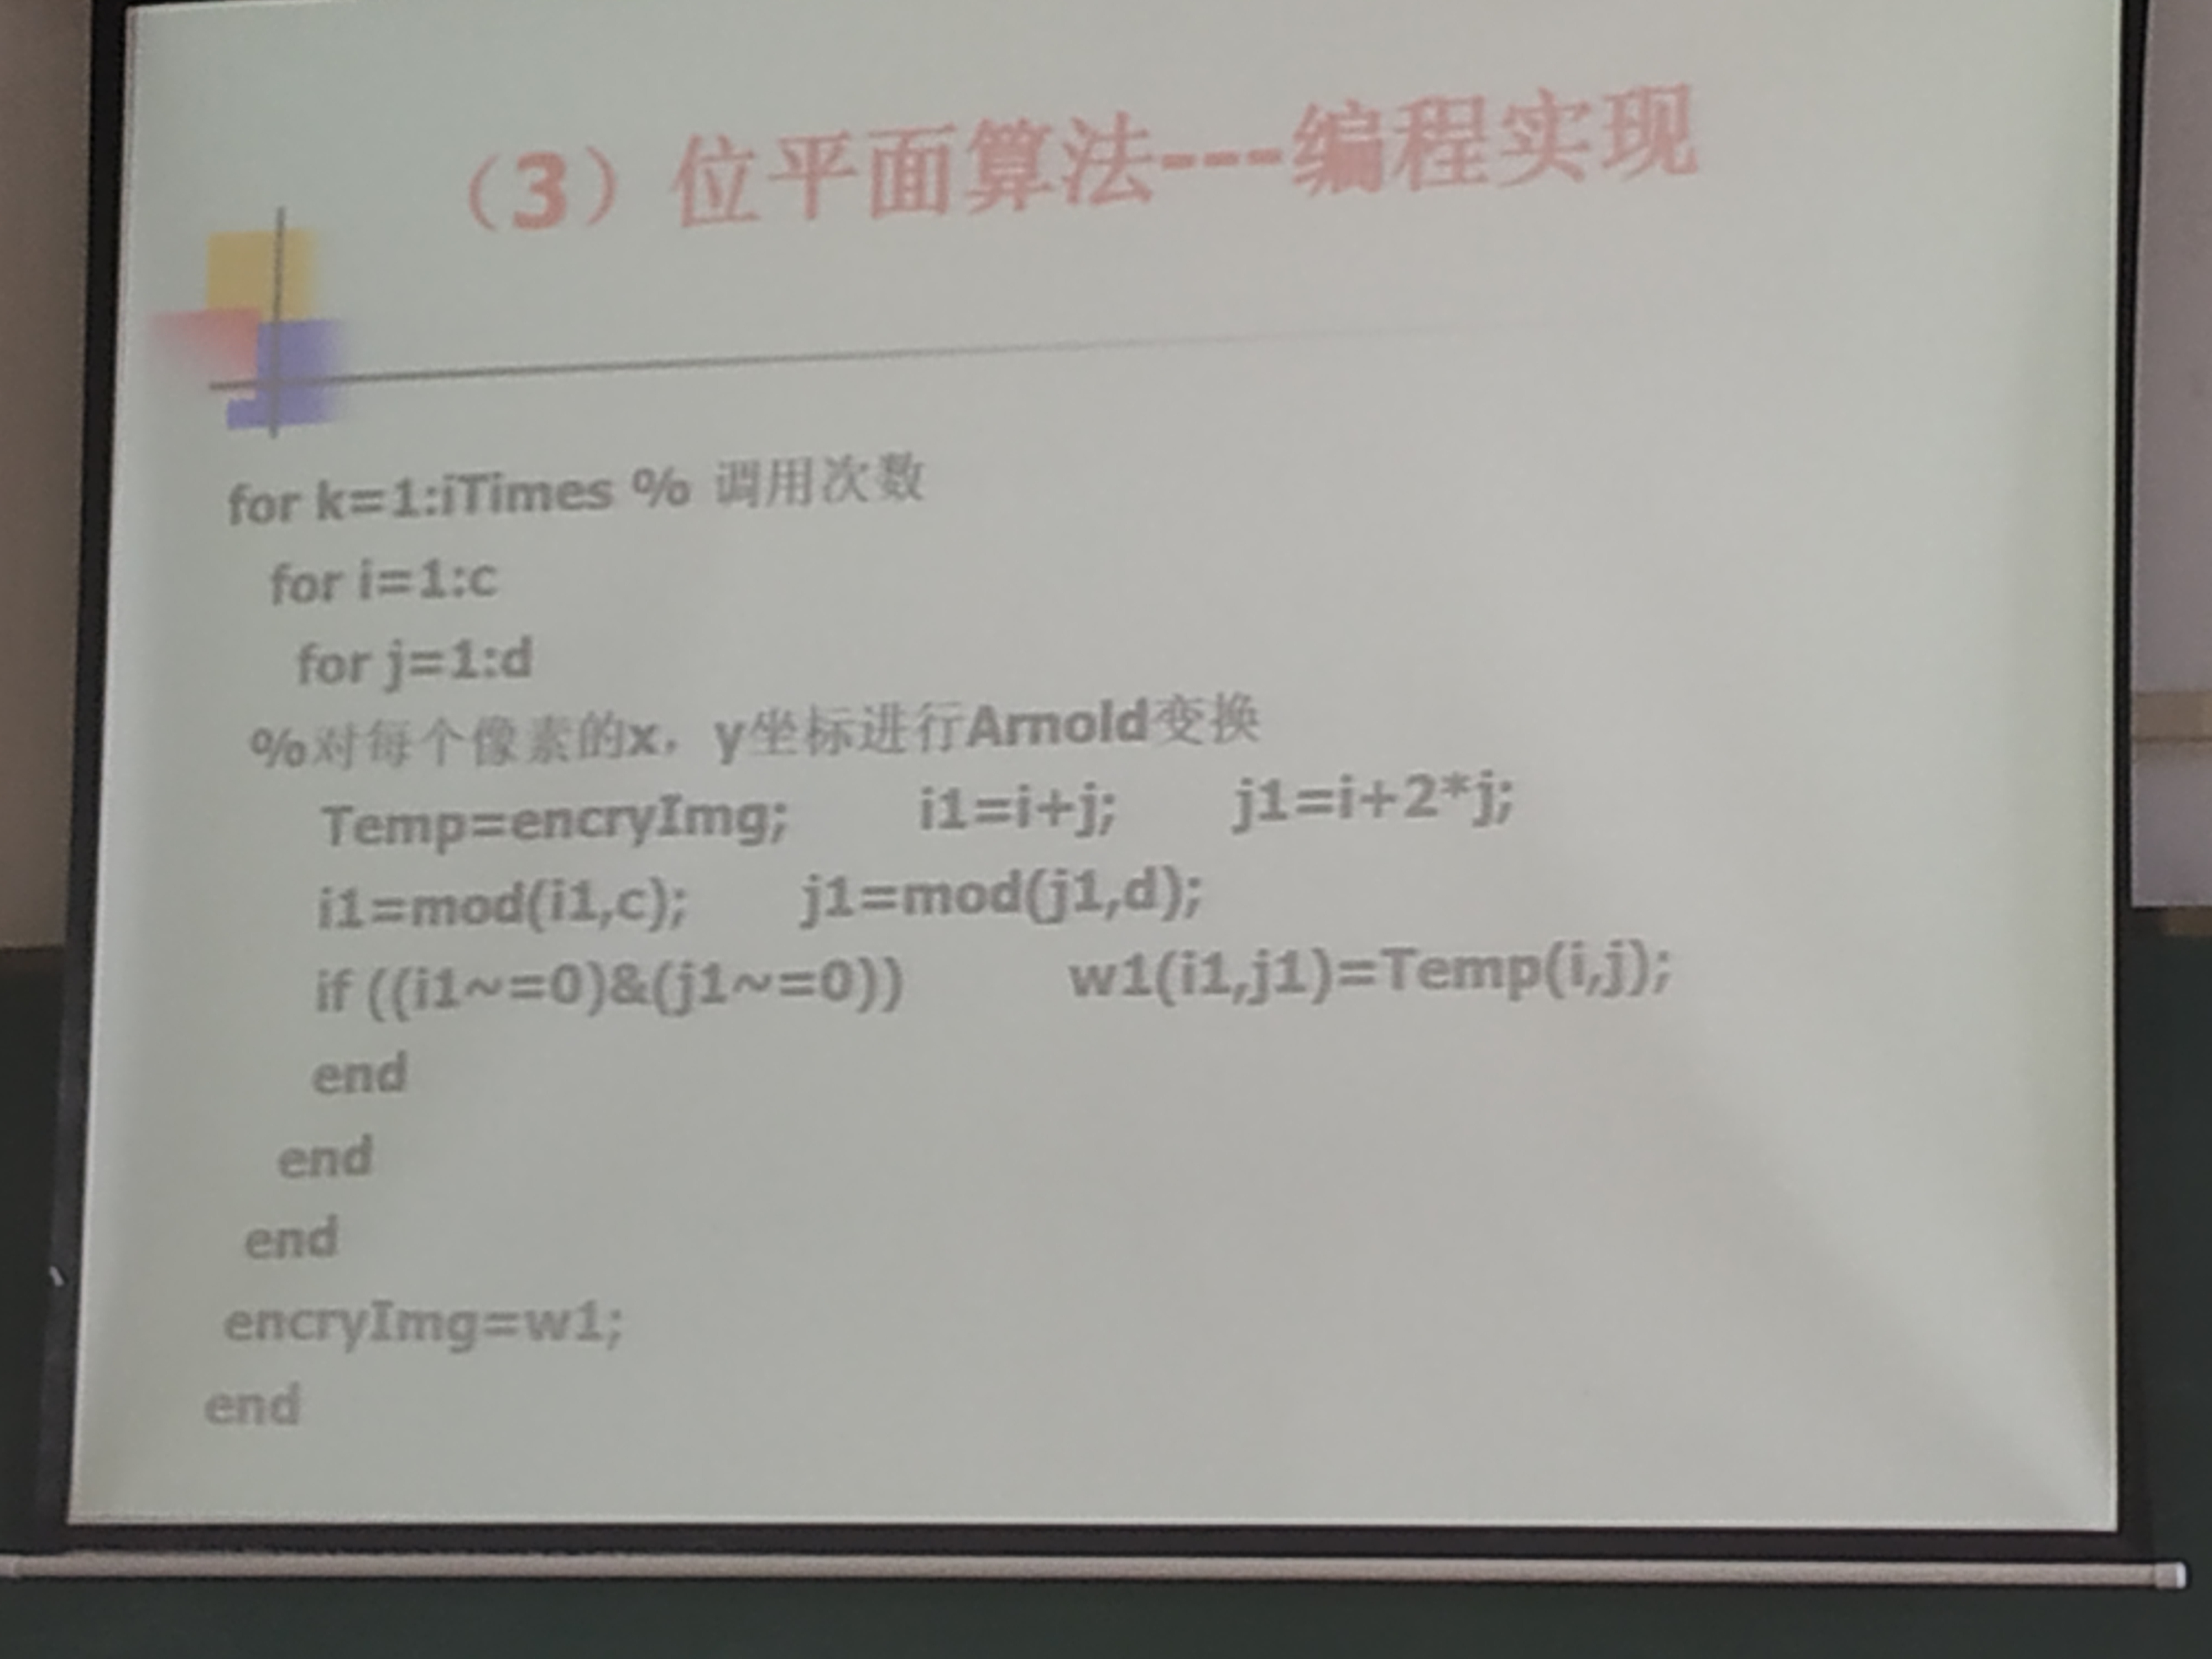 （3）位平面算法---编程实现
for k=1:iTimes % 调用次数
for i=1:c
for j=1:d
%对每个像素的x，y坐标进行Arnold变换
Temp=encryImg; i1=i+j; j1=i+2*j;
i1=mod(i1,c); j1=mod(j1,d);
if ((i1~=0)&(j1~=0)) w1(i1,j1)=Temp(i,j);
end
end
end
encryImg=w1;
end